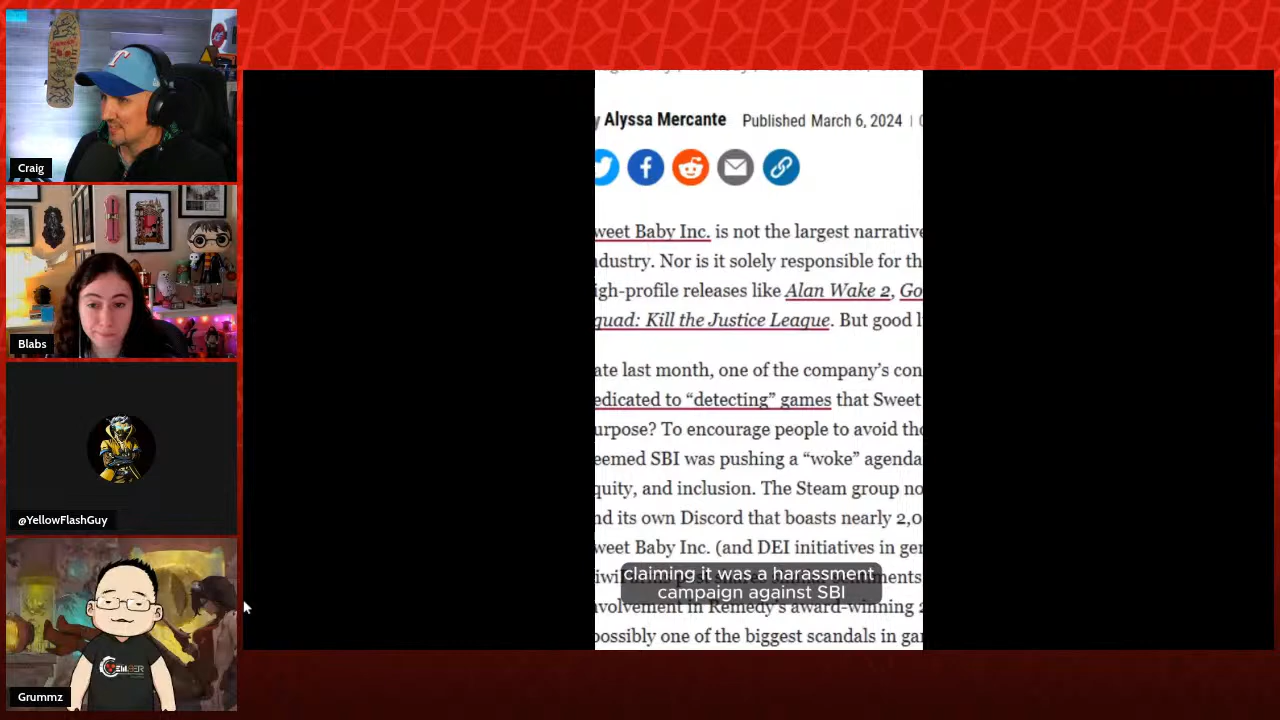 Craig
Blabs
@YellowFlashGuy
Grummz
Alyssa Mercante Published March 6, 2024
weet Baby Inc. is not the largest narrative
ndustry. Nor is it solely responsible for th
igh-profile releases like Alan Wake 2, Go
quad: Kill the Justice League. But good l
ate last month, one of the company's con
edicated to “detecting” games that Sweet
urpose? To encourage people to avoid tho
eemed SBI was pushing a “woke” agenda
quity, and inclusion. The Steam group no
nd its own Discord that boasts nearly 2,0
weet Baby Inc. (and DEI initiatives in gen
claiming it was a harassment
campaign against SBI
nvolvement in Remedy's award-winning 2
possibly one of the biggest scandals in ga